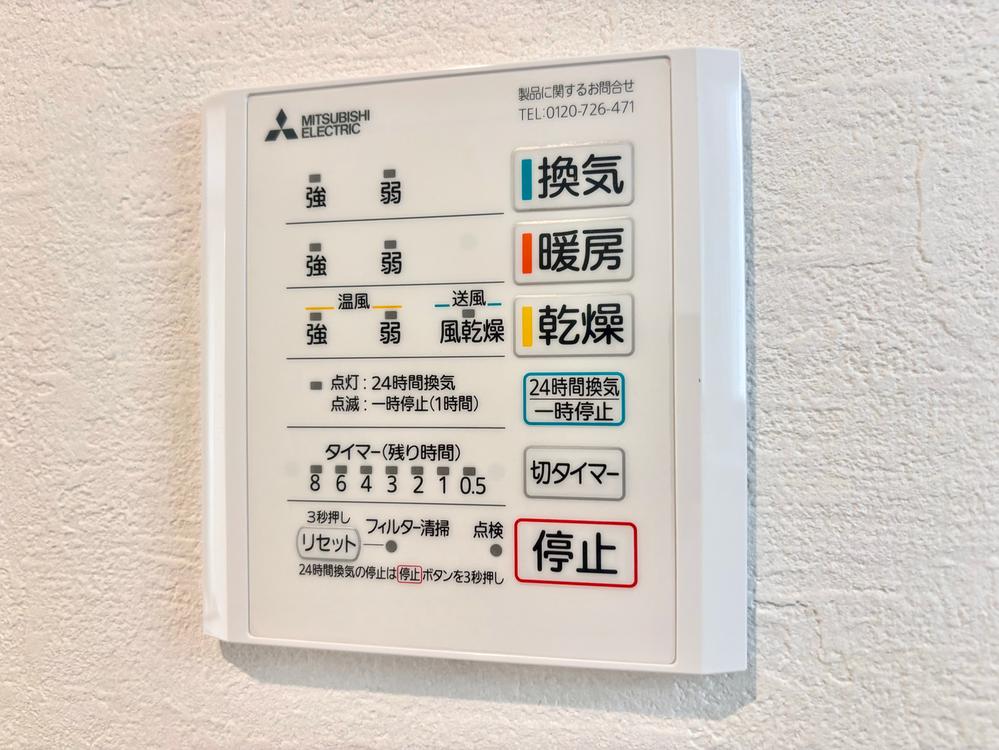 MITSUBISHI
ELECTRIC
製品に関するお問合せ
TEL:0120-726-471
強 弱 換気
強 弱 暖房
温風 送風
強 弱 風乾燥 乾燥
点灯：24時間換気
点滅：一時停止(1時間)
24時間換気
一時停止
タイマー(残り時間)
8 6 4 3 2 1 0.5
切タイマー
3秒押し
リセット フィルター清掃 点検
停止
24時間換気の停止は停止ボタンを3秒押し